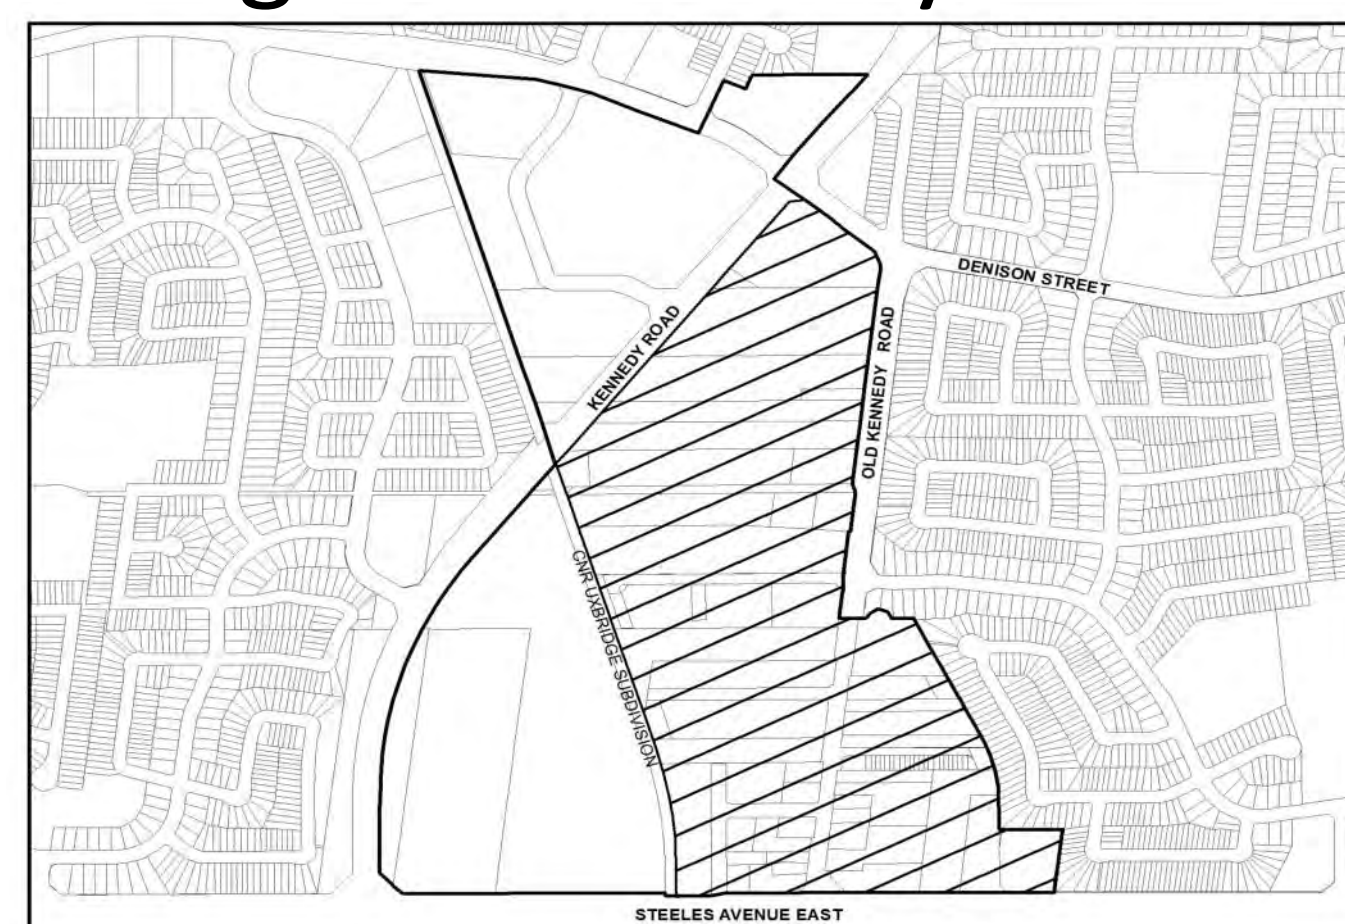 DENISON STREET
KENNEDY ROAD
OLD KENNEDY ROAD
CNR UXBRIDGE SUBDIVISION
STEELES AVENUE EAST